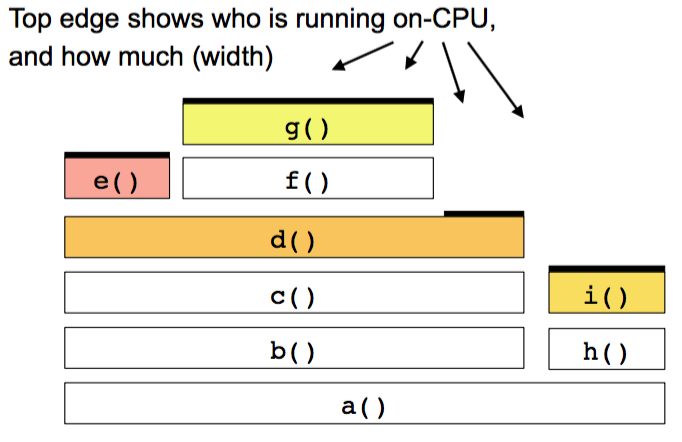 Top edge shows who is running on-CPU,
and how much (width)
g()
e()
f()
d()
c()
i()
b()
h()
a()